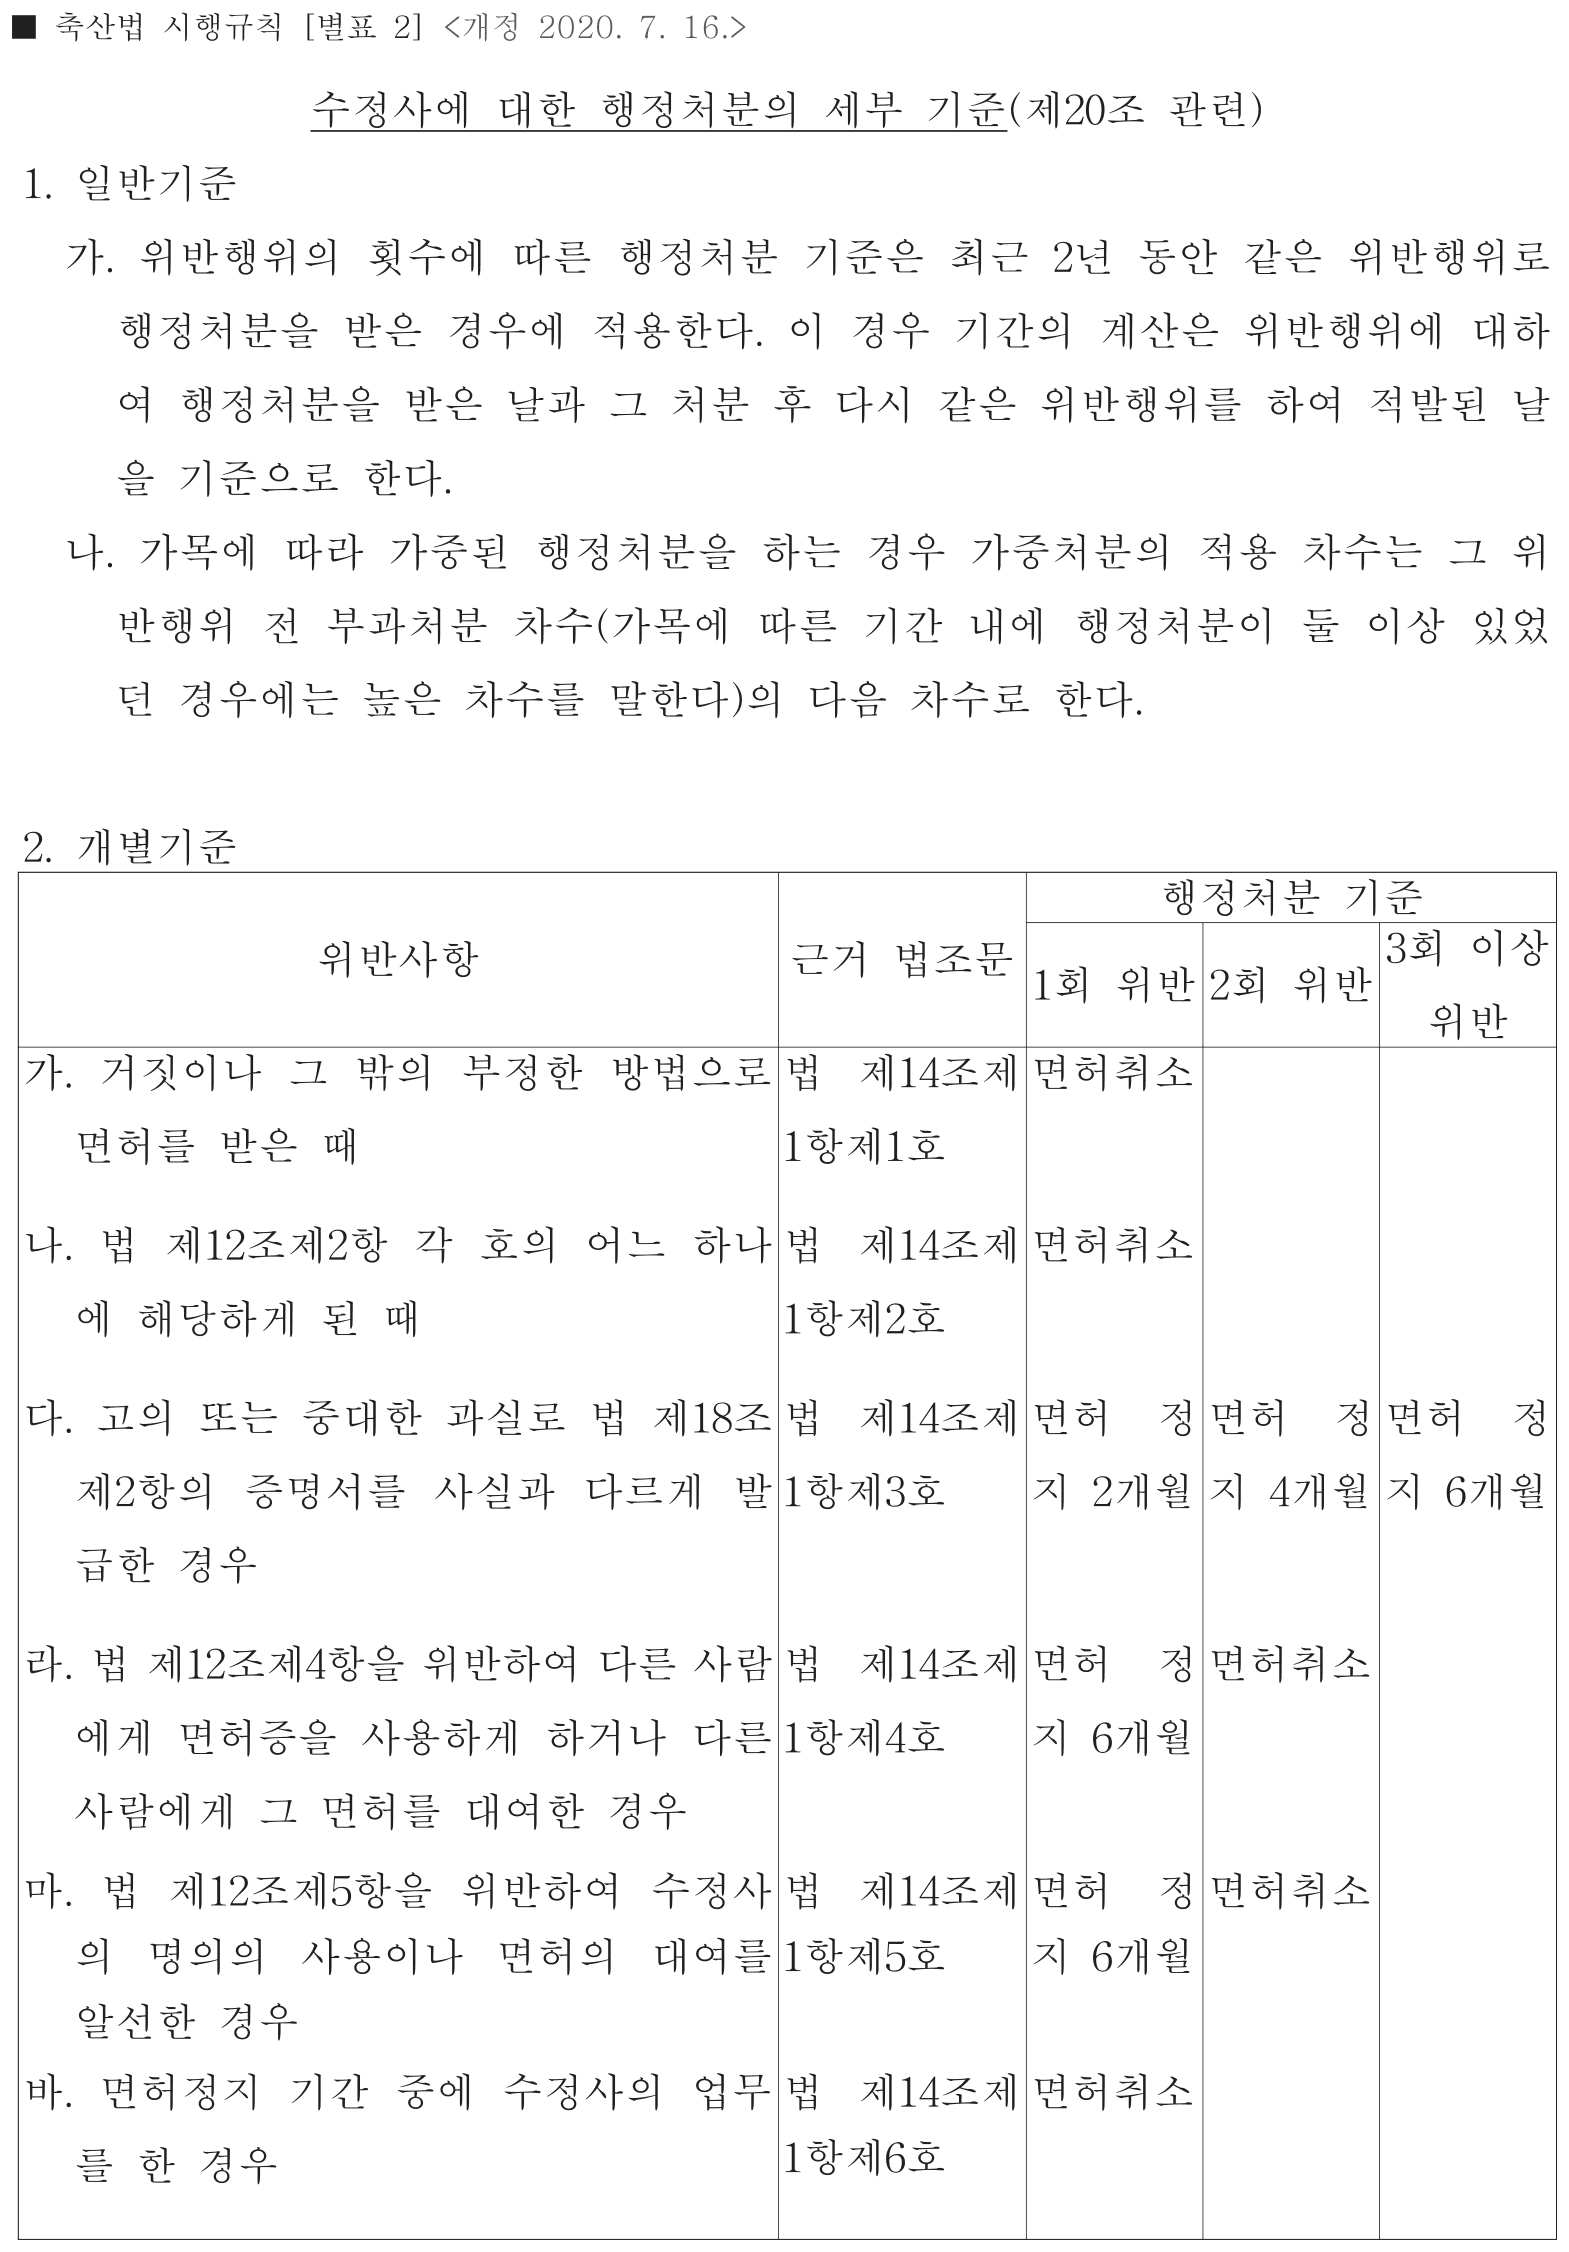 ■ 축산법 시행규칙 [별표 2] <개정 2020. 7. 16.>
수정사에 대한 행정처분의 세부 기준(제20조 관련)
1. 일반기준
가. 위반행위의 횟수에 따른 행정처분 기준은 최근 2년 동안 같은 위반행위로
행정처분을 받은 경우에 적용한다. 이 경우 기간의 계산은 위반행위에 대하
여 행정처분을 받은 날과 그 처분 후 다시 같은 위반행위를 하여 적발된 날
을 기준으로 한다.
나. 가목에 따라 가중된 행정처분을 하는 경우 가중처분의 적용 차수는 그 위
반행위 전 부과처분 차수(가목에 따른 기간 내에 행정처분이 둘 이상 있었
던 경우에는 높은 차수를 말한다)의 다음 차수로 한다.
2. 개별기준
위반사항 근거 법조문 행정처분 기준
1회 위반 2회 위반 3회 이상
위반
가. 거짓이나 그 밖의 부정한 방법으로 법 제14조제 면허취소
면허를 받은 때 1항제1호
나. 법 제12조제2항 각 호의 어느 하나 법 제14조제 면허취소
에 해당하게 된 때 1항제2호
다. 고의 또는 중대한 과실로 법 제18조 법 제14조제 면허 정 면허 정 면허 정
제2항의 증명서를 사실과 다르게 발 1항제3호 지 2개월 지 4개월 지 6개월
급한 경우
라. 법 제12조제4항을 위반하여 다른 사람 법 제14조제 면허 정 면허취소
에게 면허증을 사용하게 하거나 다른 1항제4호 지 6개월
사람에게 그 면허를 대여한 경우
마. 법 제12조제5항을 위반하여 수정사 법 제14조제 면허 정 면허취소
의 명의의 사용이나 면허의 대여를 1항제5호 지 6개월
알선한 경우
바. 면허정지 기간 중에 수정사의 업무 법 제14조제 면허취소
를 한 경우 1항제6호